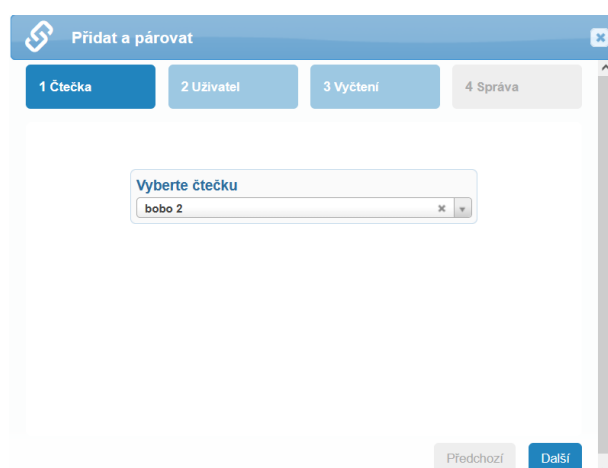 Přidat a párovat
1 Čtečka
2 Uživatel
3 Vyčtení
4 Správa
Vyberte čtečku
bobo 2
Předchozí
Další